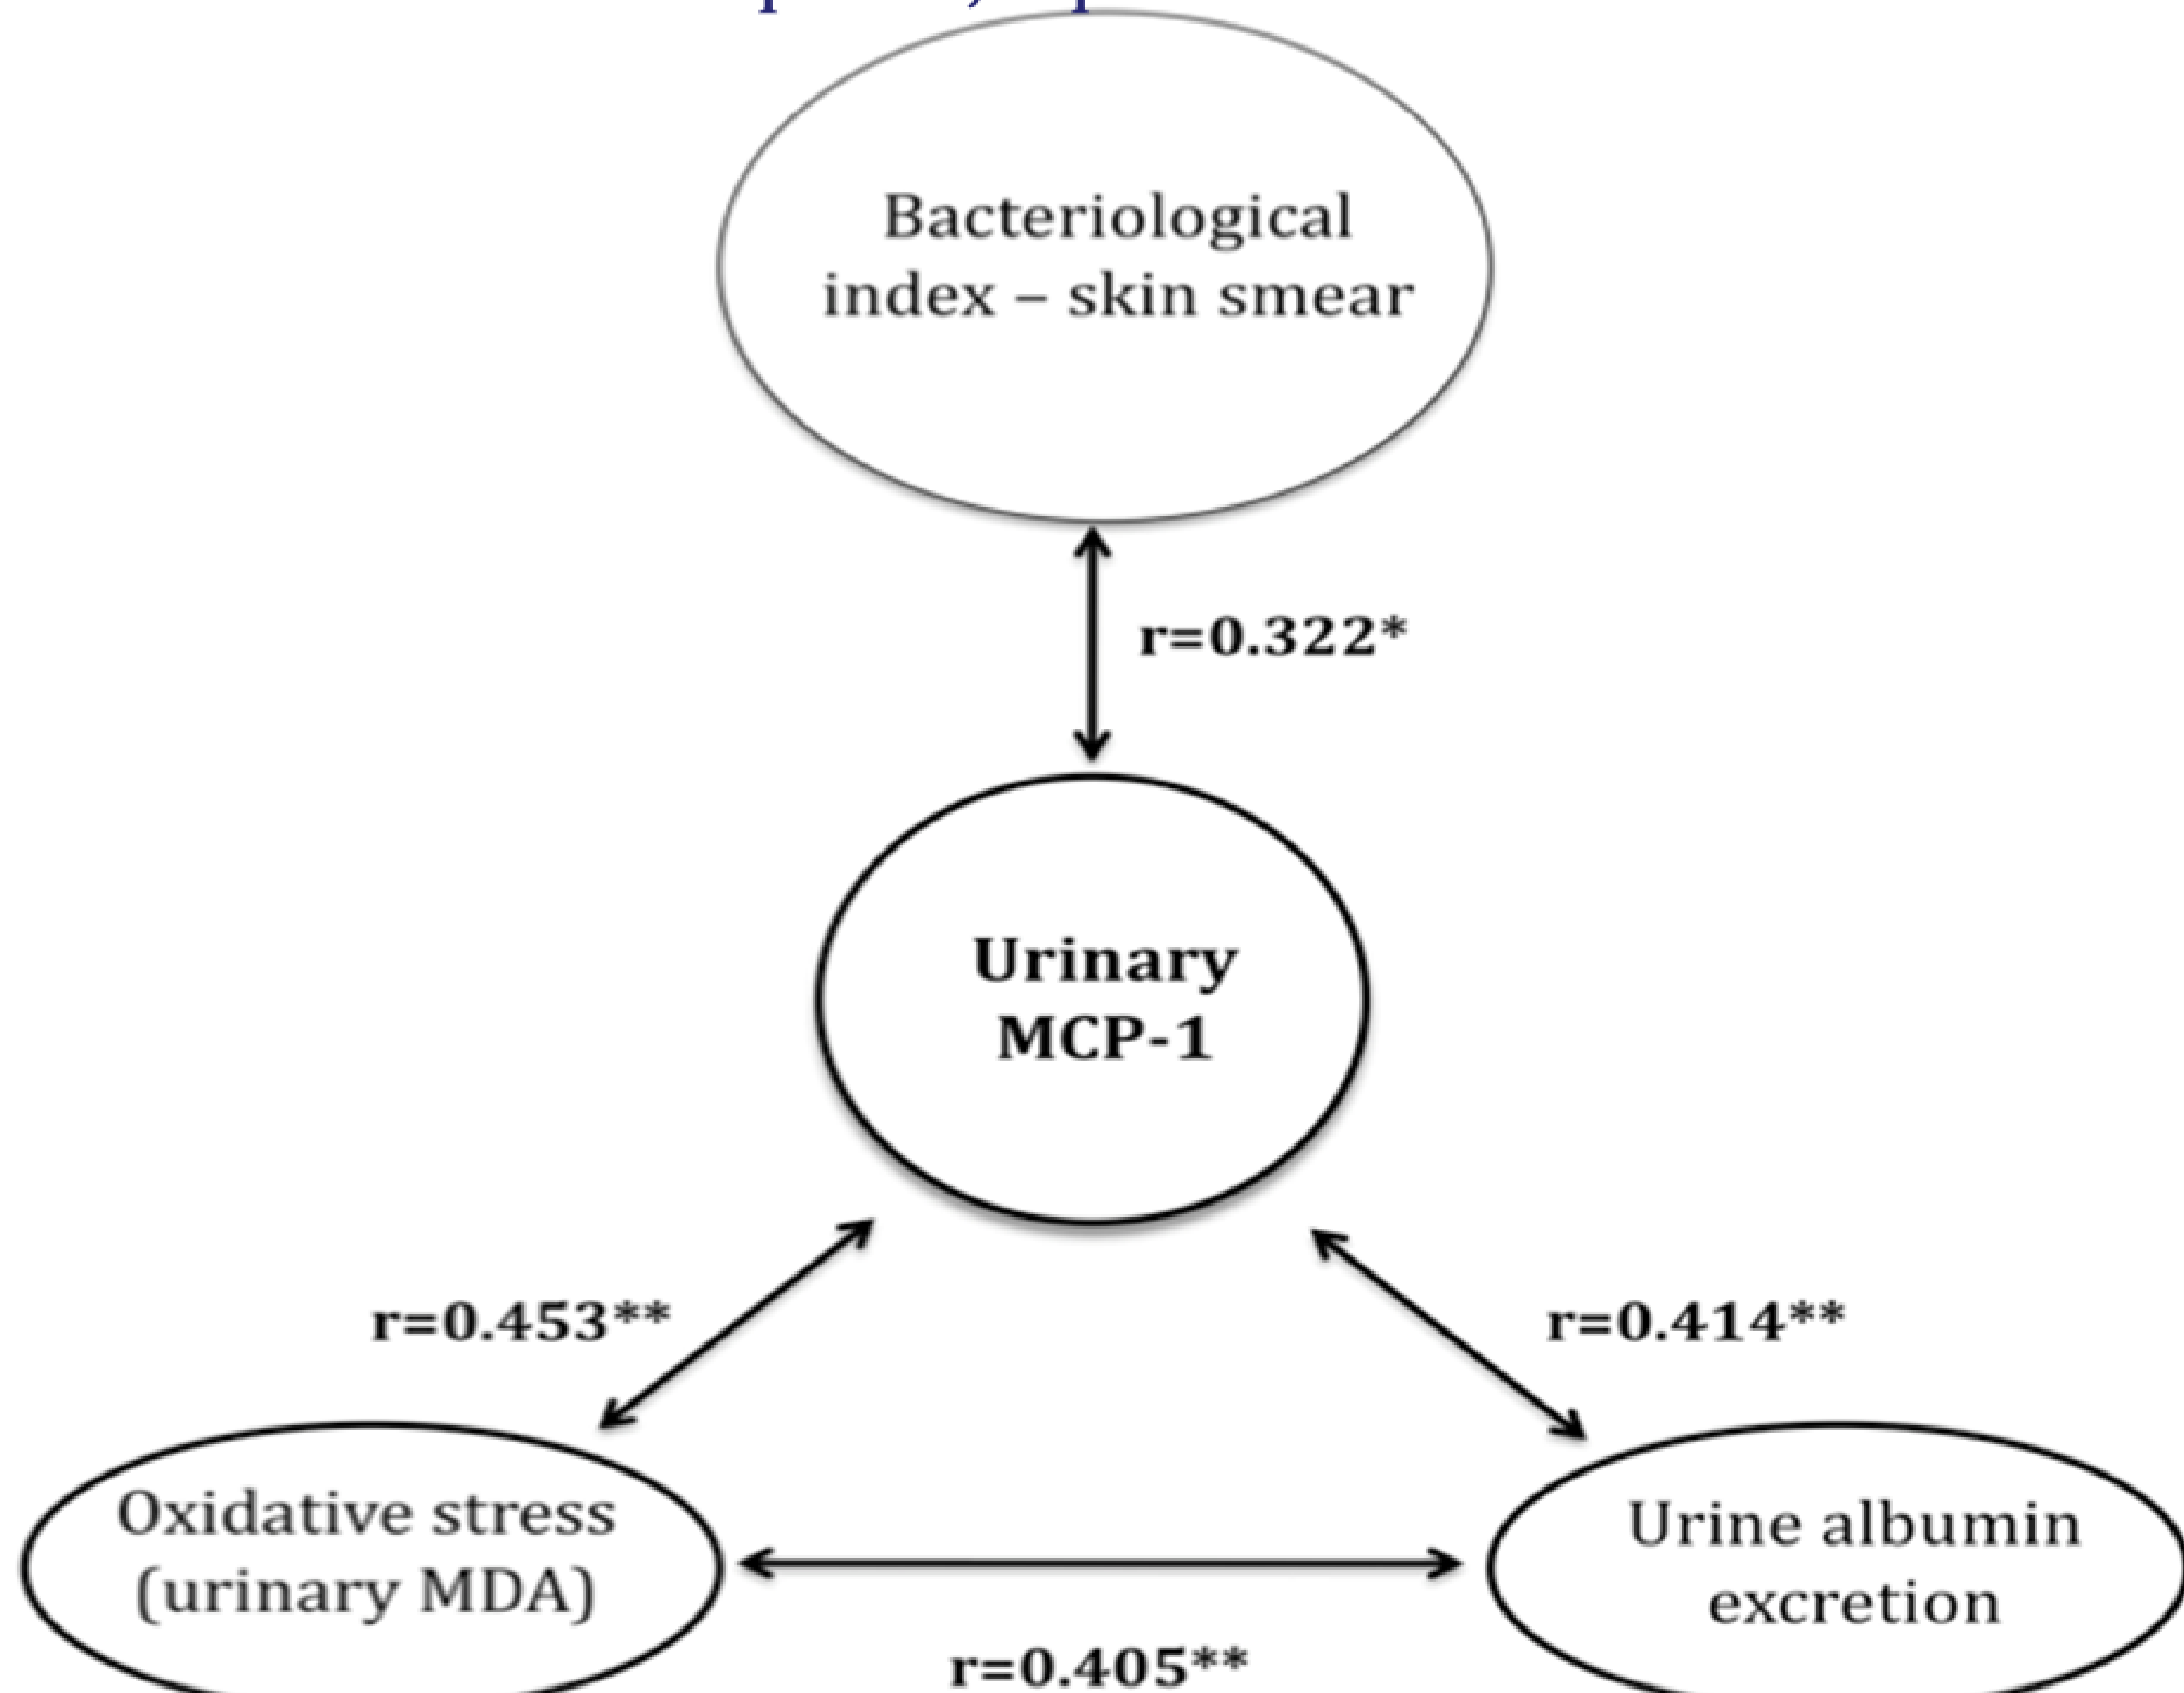 Bacteriological
index – skin smear
r=0.322*
Urinary
MCP-1
r=0.453**
r=0.414**
Oxidative stress
(urinary MDA)
Urine albumin
excretion
r=0.405**